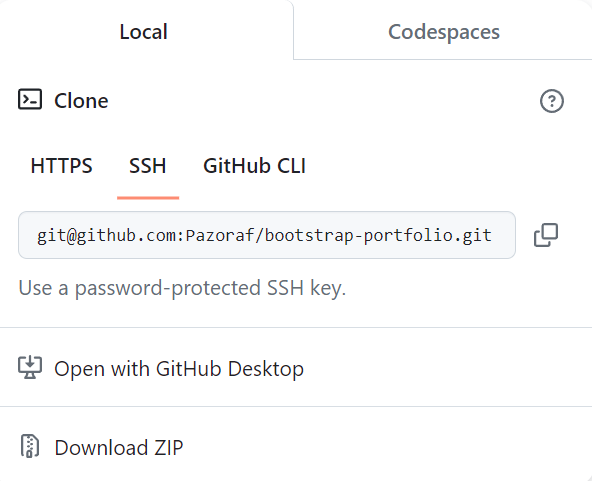 Local Codespaces
Clone
HTTPS SSH GitHub CLI
git@github.com:Pazoraf/bootstrap-portfolio.git
Use a password-protected SSH key.
Open with GitHub Desktop
Download ZIP